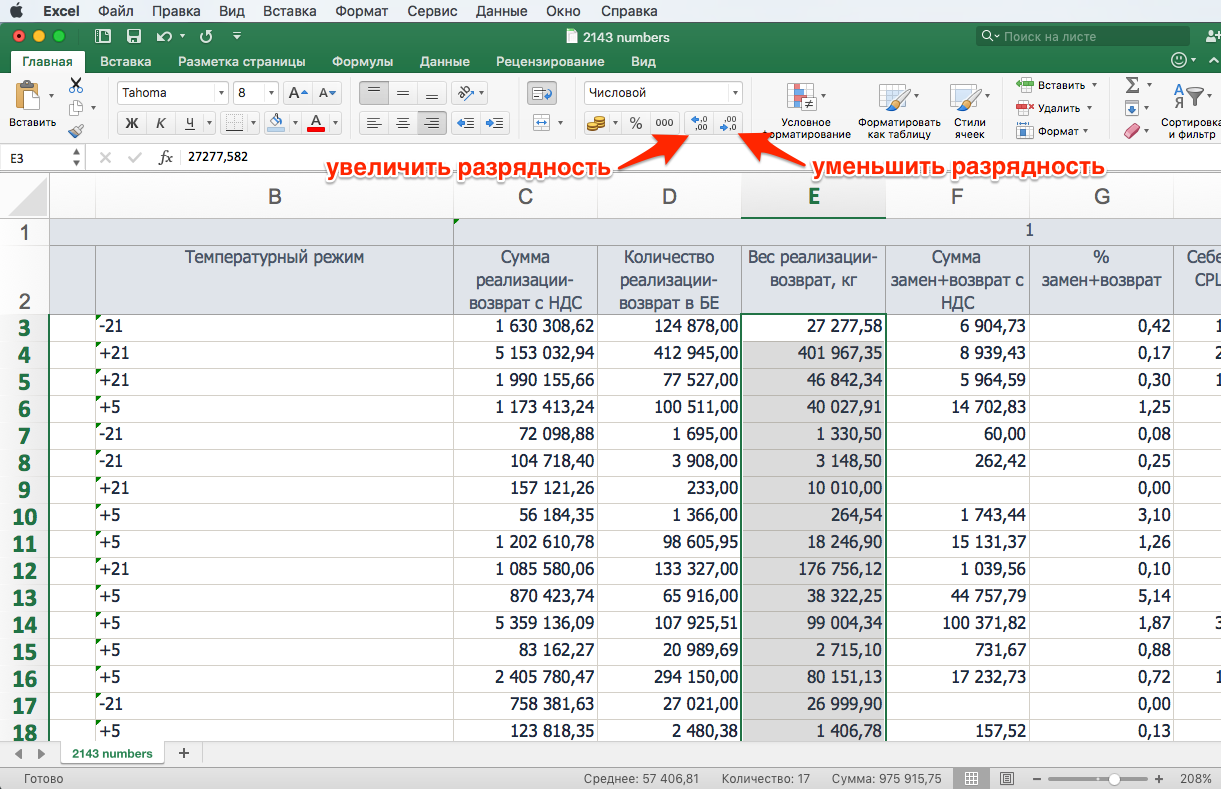 Excel Файл Правка Вид Вставка Формат Сервис Данные Окно Справка
2143 numbers
Поиск на листе
Главная Вставка Разметка страницы Формулы Данные Рецензирование Вид
Вставить
Tahoma 8
Ж К Ч
Числовой
% 000 ,0 ,00 ,00 ,0
Условное форматирование
Форматировать как таблицу
Стили ячеек
Вставить
Удалить
Формат
Сортировка и фильтр
E3 fx 27277,582
увеличить разрядность
уменьшить разрядность
B C D E F G
1 1
2 Температурный режим Сумма реализации-возврат с НДС Количество реализации-возврат в БЕ Вес реализации-возврат, кг Сумма замен+возврат с НДС % замен+возврат
3 -21 1 630 308,62 124 878,00 27 277,58 6 904,73 0,42
4 +21 5 153 032,94 412 945,00 401 967,35 8 939,43 0,17
5 +21 1 990 155,66 77 527,00 46 842,34 5 964,59 0,30
6 +5 1 173 413,24 100 511,00 40 027,91 14 702,83 1,25
7 -21 72 098,88 1 695,00 1 330,50 60,00 0,08
8 -21 104 718,40 3 908,00 3 148,50 262,42 0,25
9 +21 157 121,26 233,00 10 010,00 0,00
10 +5 56 184,35 1 366,00 264,54 1 743,44 3,10
11 +5 1 202 610,78 98 605,95 18 246,90 15 131,37 1,26
12 +21 1 085 580,06 133 327,00 176 756,12 1 039,56 0,10
13 +5 870 423,74 65 916,00 38 322,25 44 757,79 5,14
14 +5 5 359 136,09 107 925,51 99 004,34 100 371,82 1,87
15 +5 83 162,27 20 989,69 2 715,10 731,67 0,88
16 +5 2 405 780,47 294 150,00 80 151,13 17 232,73 0,72
17 -21 758 381,63 27 021,00 26 999,90 0,00
18 +5 123 818,35 2 480,38 1 406,78 157,52 0,13
2143 numbers
Готово Среднее: 57 406,81 Количество: 17 Сумма: 975 915,75 208%